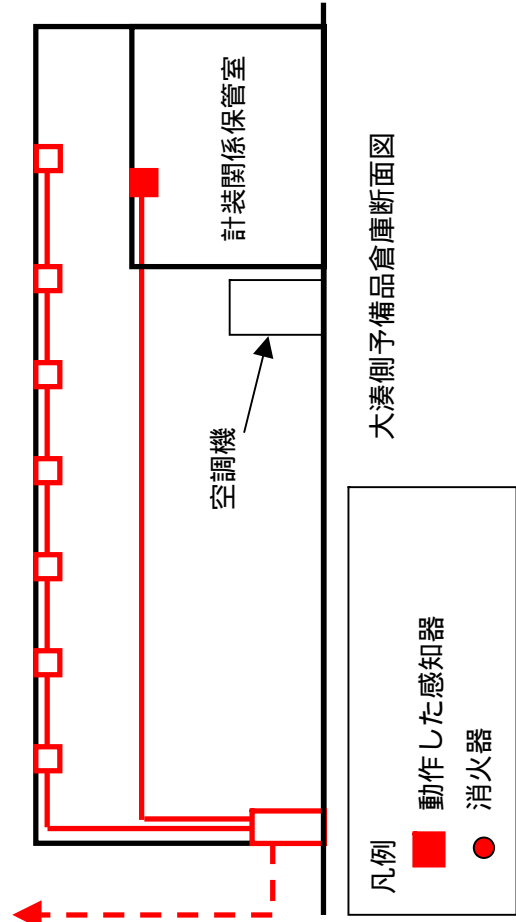 計装関係保管室
空調機
大湊側予備品倉庫断面図
凡例
動作した感知器
消火器